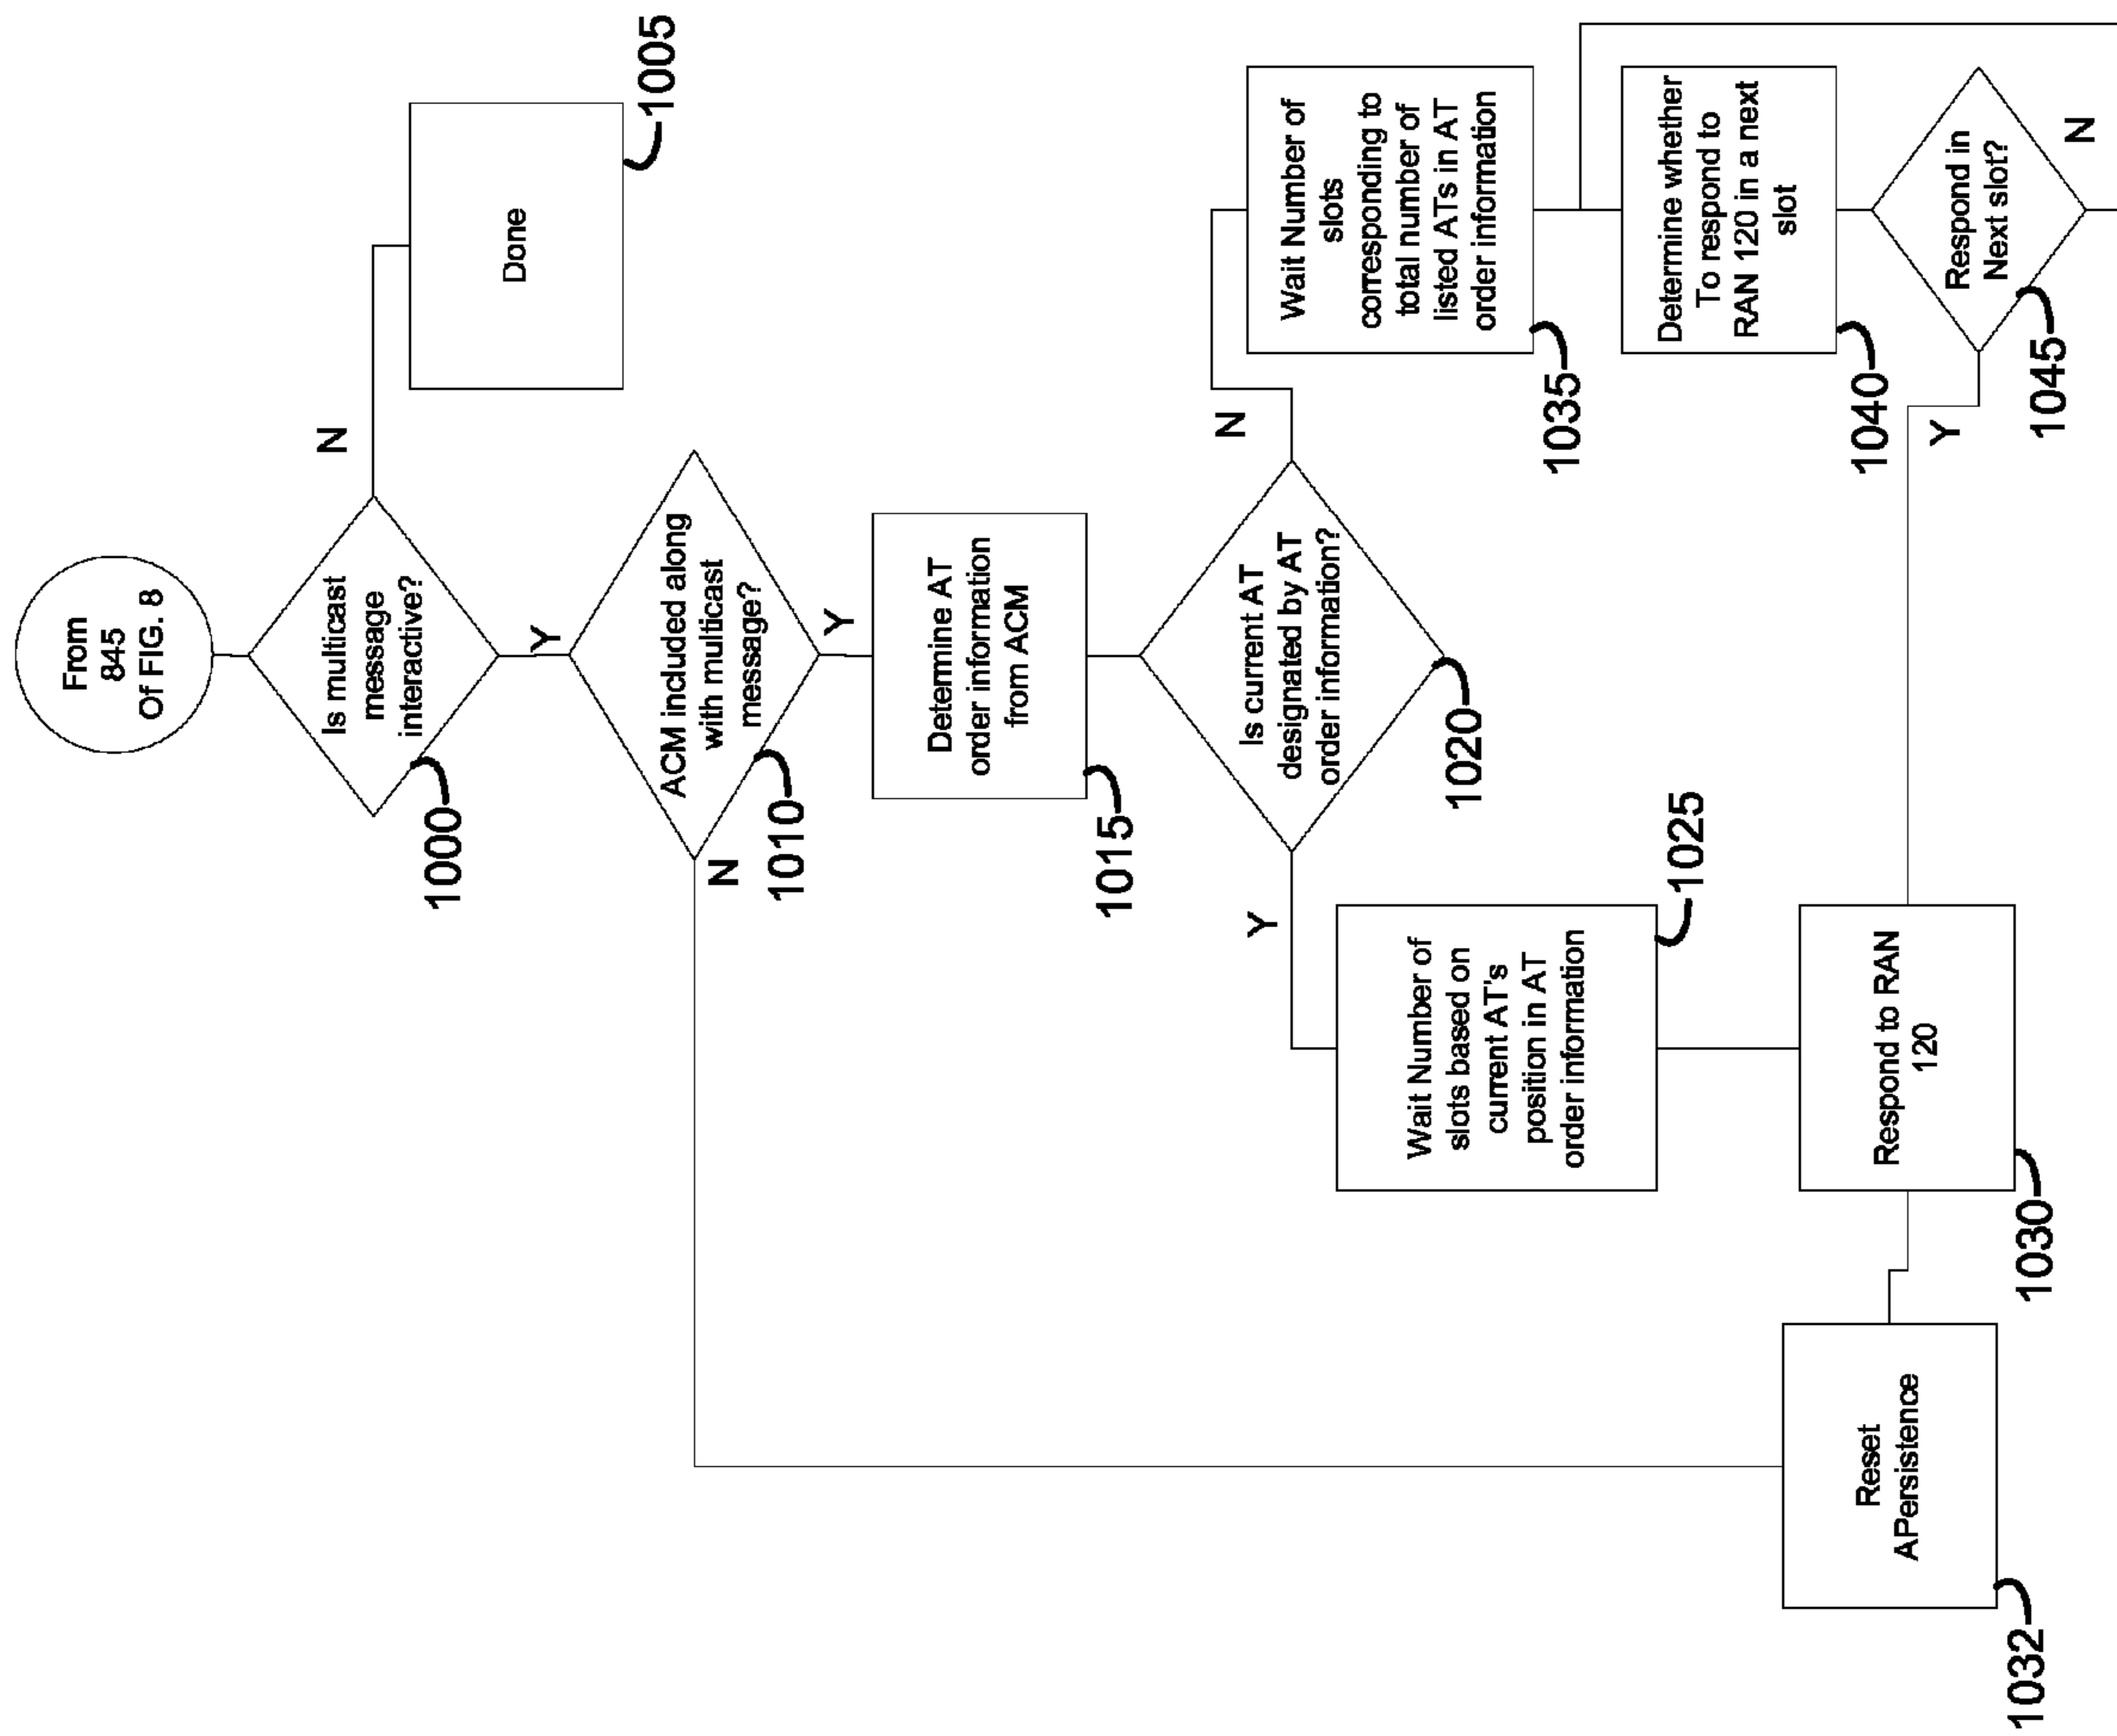 From
845
Of FIG. 8
Is multicast
message
interactive?
1000
N
Done
1005
Y
ACM included along
with multicast
message?
1010
N
Y
Determine AT
order information
from ACM
1015
Is current AT
designated by AT
order information?
1020
Y
Wait Number of
slots based on
current AT's
position in AT
order information
1025
N
Wait Number of
slots
corresponding to
total number of
listed ATs in AT
order information
1035
Determine whether
To respond to
RAN 120 in a next
slot
1040
Respond in
Next slot?
1045
Y
N
Respond to RAN
120
1030
Reset
APersistence
1032